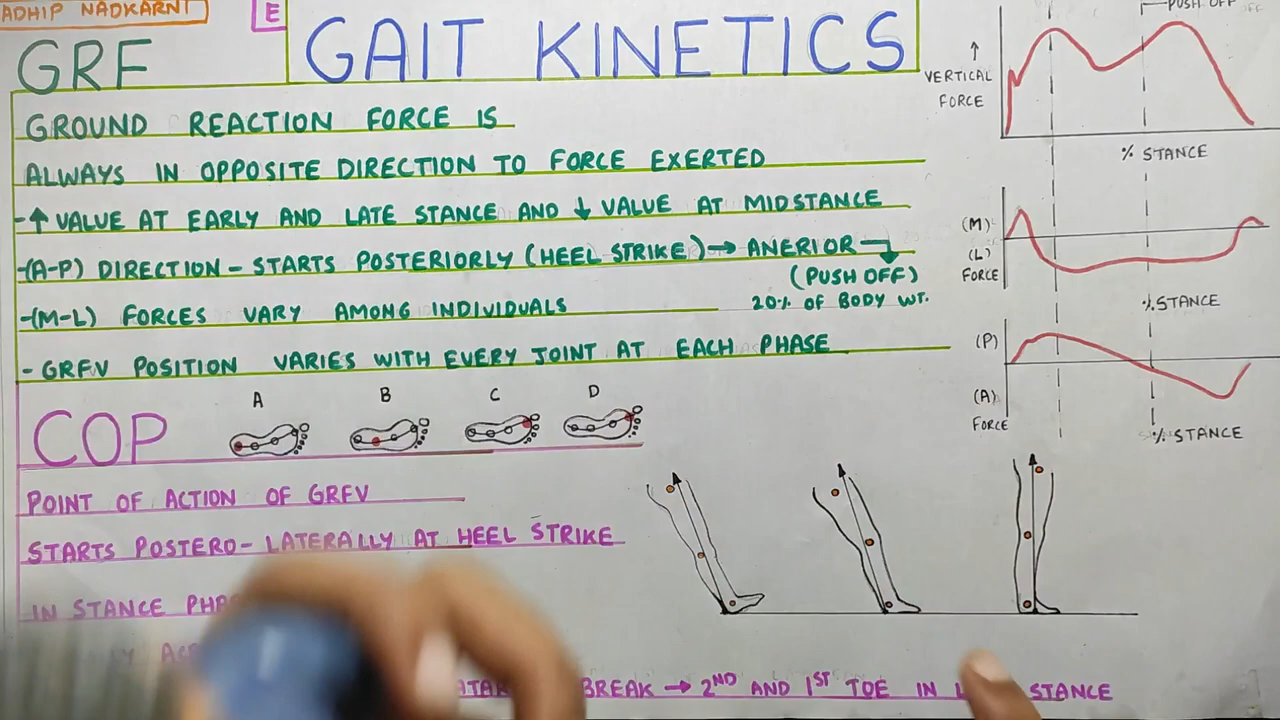 ADHIP NADKARNI
E
GRF
GAIT KINETICS
GROUND REACTION FORCE IS
ALWAYS IN OPPOSITE DIRECTION TO FORCE EXERTED
-↑ VALUE AT EARLY AND LATE STANCE AND ↓ VALUE AT MIDSTANCE
-(A-P) DIRECTION - STARTS POSTERIORLY (HEEL STRIKE) → ANERIOR
(PUSH OFF)
20% OF BODY WT.
-(M-L) FORCES VARY AMONG INDIVIDUALS
- GRFV POSITION VARIES WITH EVERY JOINT AT EACH PHASE
COP
A B C D
POINT OF ACTION OF GRFV
STARTS POSTERO-LATERALLY AT HEEL STRIKE
IN STANCE
BREAK → 2ND AND 1ST TOE IN STANCE
PUSH OFF
↑
VERTICAL
FORCE
% STANCE
(M)
(L)
FORCE
% STANCE
(P)
(A)
FORCE
% STANCE